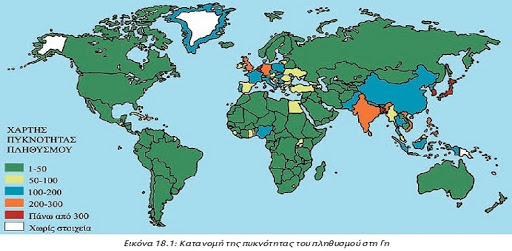 ΧΑΡΤΗΣ
ΠΥΚΝΟΤΗΤΑΣ
ΠΛΗΘΥΣΜΟΥ
1-50
50-100
100-200
200-300
Πάνω από 300
Χωρίς στοιχεία
Εικόνα 18.1: Κατανομή της πυκνότητας του πληθυσμού στη Γη